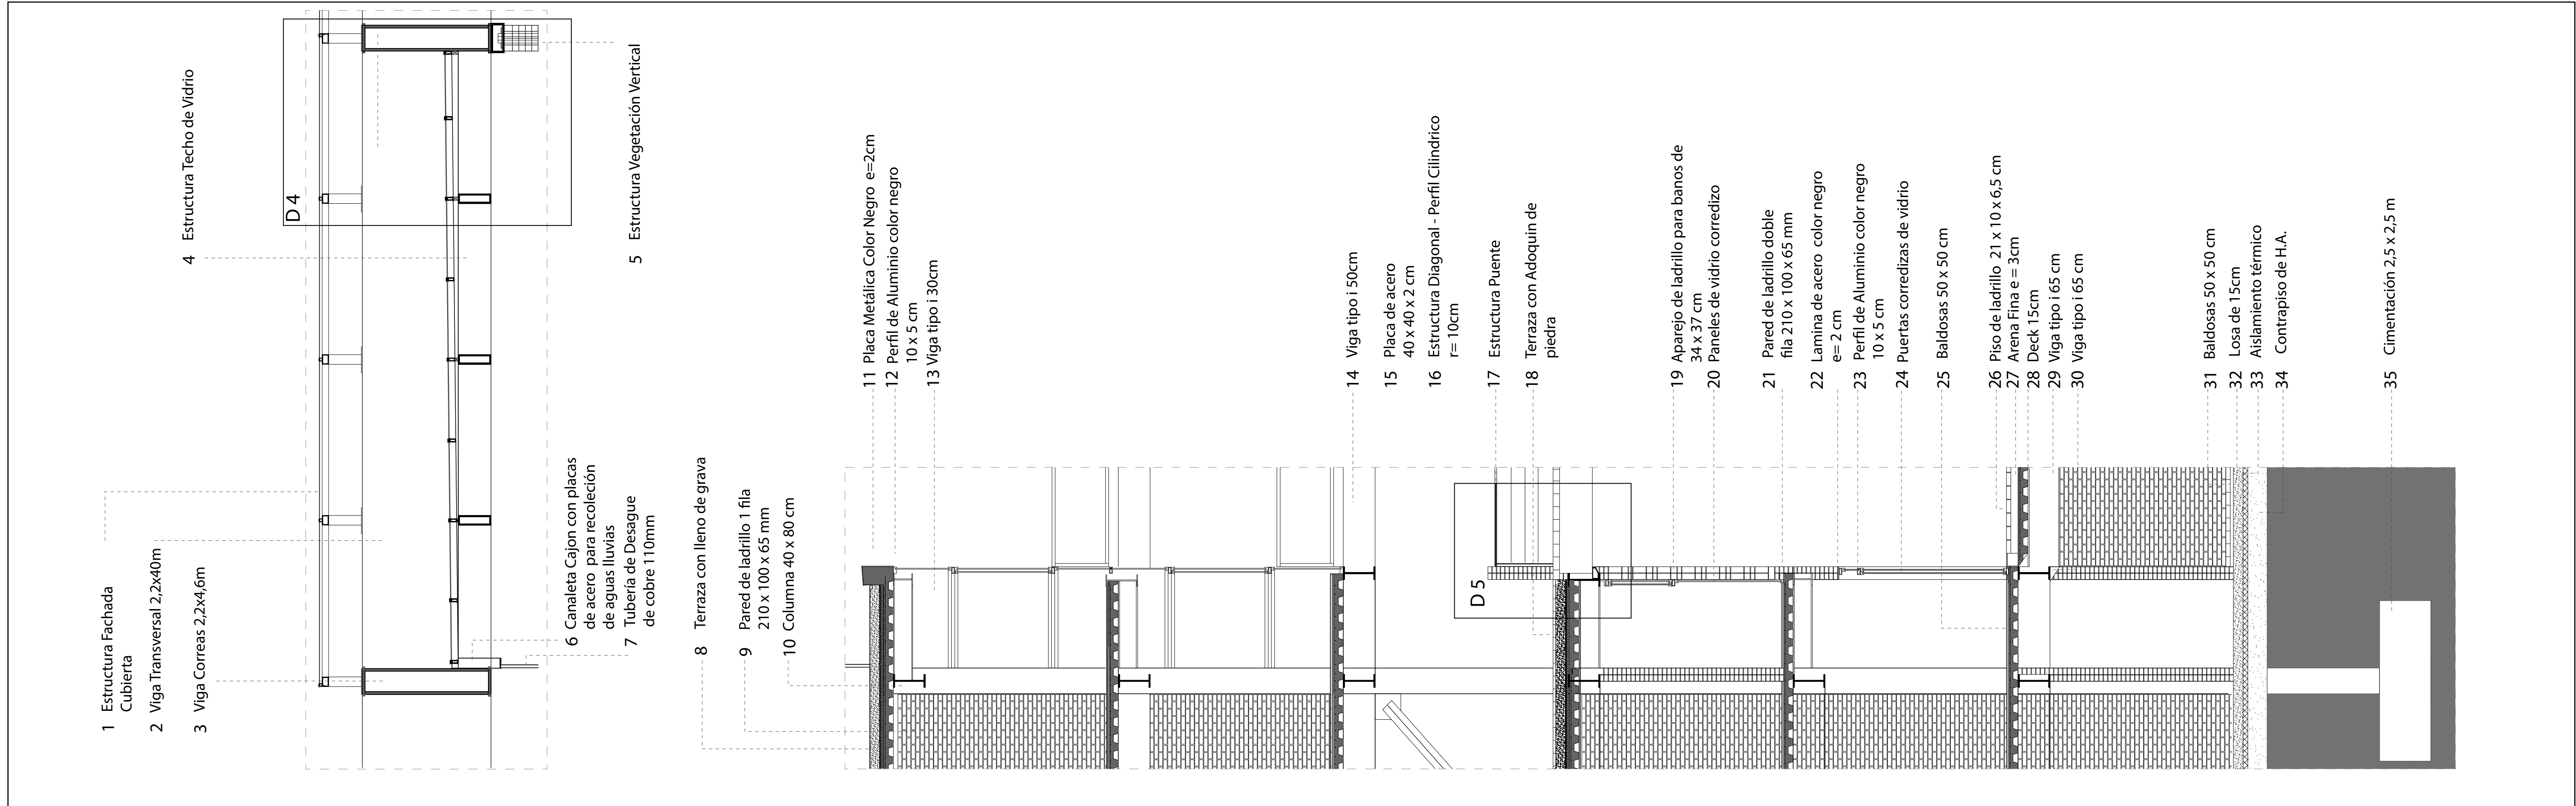 1 Estructura Fachada
Cubierta
2 Viga Transversal 2,2x40m
3 Viga Correas 2,2x4,6m
4 Estructura Techo de Vidrio
D 4
5 Estructura Vegetación Vertical
6 Canaleta Cajon con placas
de acero para recoleción
de aguas lluvias
7 Tubería de Desague
de cobre 110mm
8 Terraza con lleno de grava
9 Pared de ladrillo 1 fila
210 x 100 x 65 mm
10 Columna 40 x 80 cm
11 Placa Metálica Color Negro e=2cm
12 Perfil de Aluminio color negro
10 x 5 cm
13 Viga tipo i 30cm
14 Viga tipo i 50cm
15 Placa de acero
40 x 40 x 2 cm
16 Estructura Diagonal - Perfil Cilindrico
r= 10cm
17 Estructura Puente
18 Terraza con Adoquin de
piedra
D 5
19 Aparejo de ladrillo para banos de
34 x 37 cm
20 Paneles de vidrio corredizo
21 Pared de ladrillo doble
fila 210 x 100 x 65 mm
22 Lamina de acero color negro
e= 2 cm
23 Perfil de Aluminio color negro
10 x 5 cm
24 Puertas corredizas de vidrio
25 Baldosas 50 x 50 cm
26 Piso de ladrillo 21 x 10 x 6,5 cm
27 Arena Fina e = 3cm
28 Deck 15cm
29 Viga tipo i 65 cm
30 Viga tipo i 65 cm
31 Baldosas 50 x 50 cm
32 Losa de 15cm
33 Aislamiento térmico
34 Contrapiso de H.A.
35 Cimentación 2,5 x 2,5 m